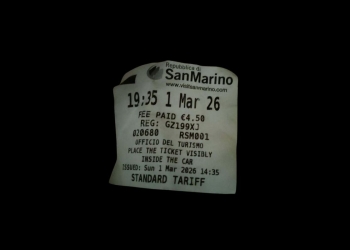 Repubblica di
SanMarino
www.visitsanmarino.com
19:35 1 Mar 26
FEE PAID €4.50
REG: GZ199XJ
020680 RSM001
OFFICIO DEL TURISMO
PLACE THE TICKET VISIBLY
INSIDE THE CAR
ISSUED: Sun 1 Mar 2026 14:35
STANDARD TARIFF